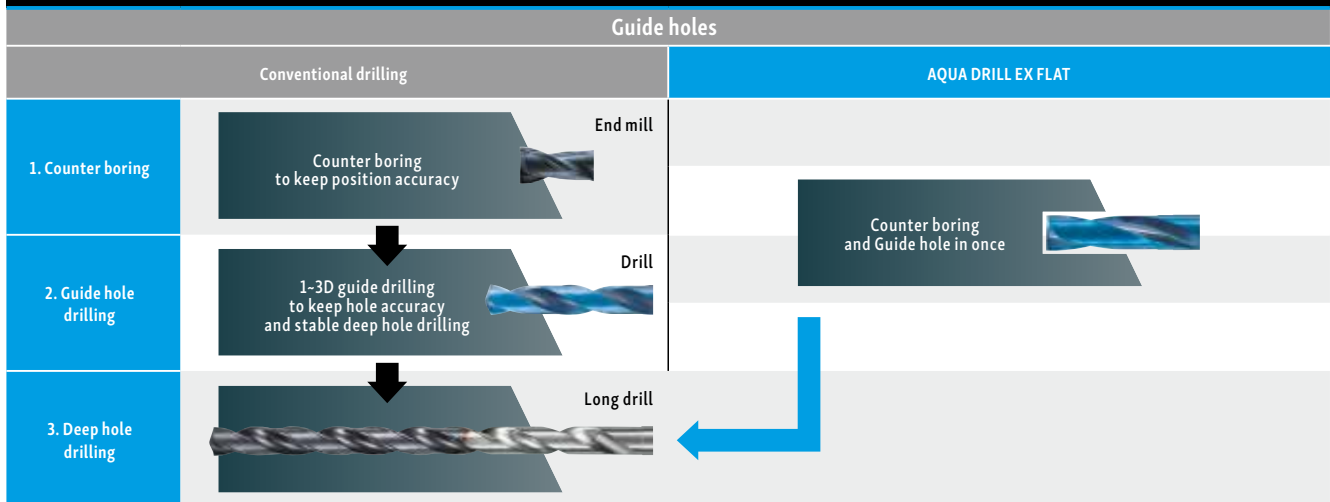 Guide holes
Conventional drilling
AQUA DRILL EX FLAT
1. Counter boring
Counter boring
to keep position accuracy
End mill
Counter boring
and Guide hole in once
2. Guide hole
drilling
1~3D guide drilling
to keep hole accuracy
and stable deep hole drilling
Drill
3. Deep hole
drilling
Long drill